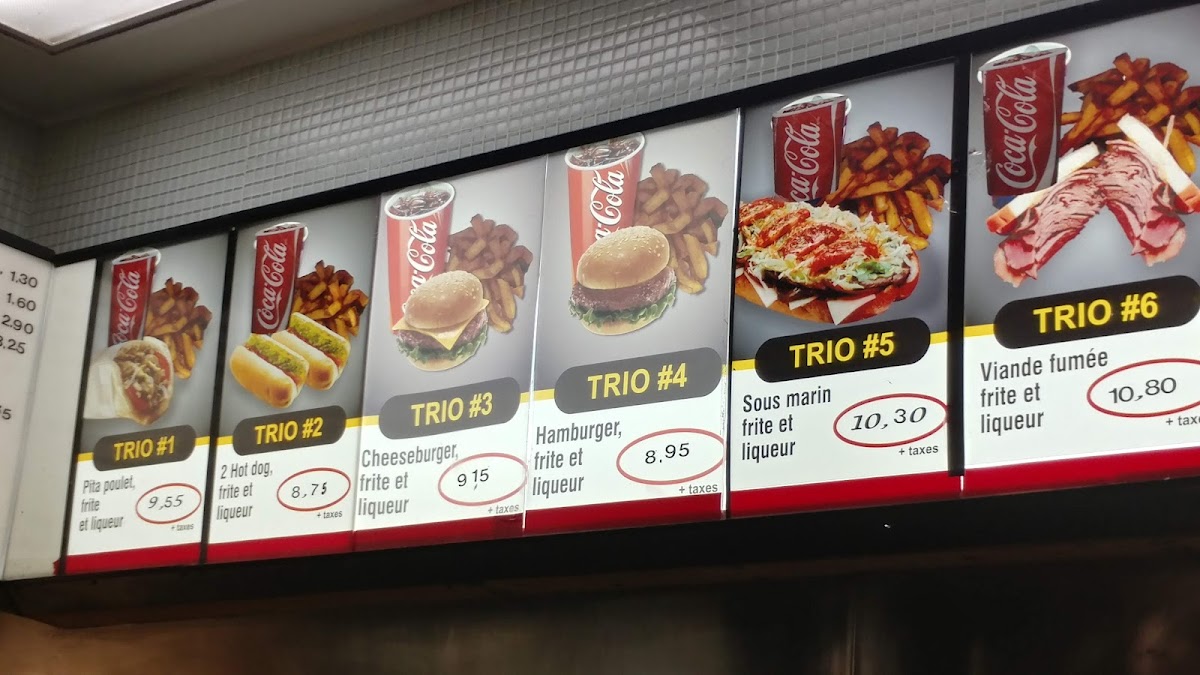 1.30
1.60
2.90
Coca-Cola
TRIO #1
Pita poulet,
frite
et liqueur
9,55
+ taxes
Coca-Cola
TRIO #2
2 Hot dog,
frite et
liqueur
8,75
+ taxes
Coca-Cola
TRIO #3
Cheeseburger,
frite et
liqueur
9,15
+ taxes
Coca-Cola
TRIO #4
Hamburger,
frite et
liqueur
8.95
+ taxes
Coca-Cola
TRIO #5
Sous marin
frite et
liqueur
10,30
+ taxes
Coca-Cola
TRIO #6
Viande fumée
frite et
liqueur
10,80
+ taxe